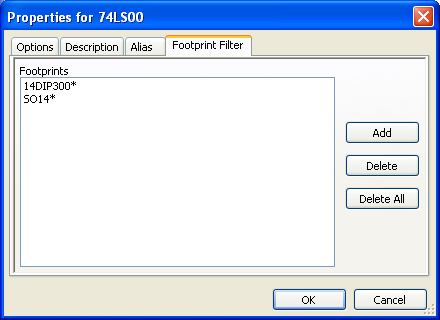 Properties for 74LS00
Options Description Alias Footprint Filter
Footprints
14DIP300*
SO14*
Add
Delete
Delete All
OK Cancel